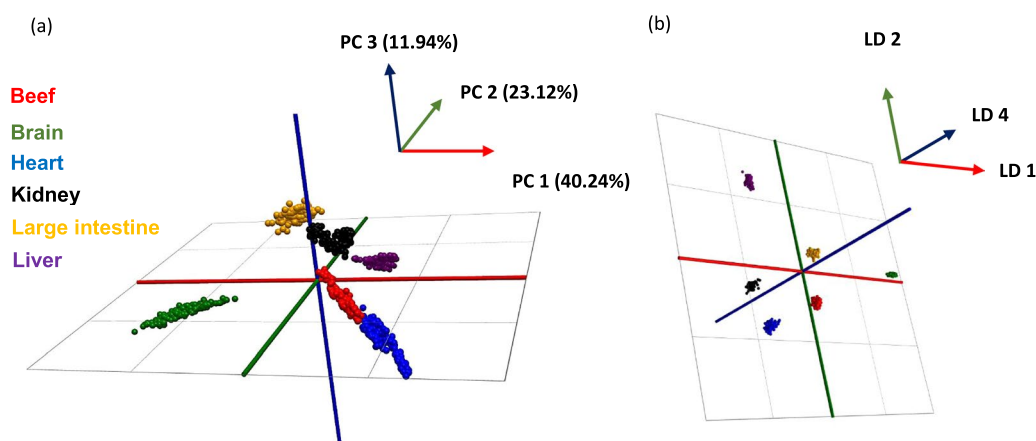 (a)
PC 3 (11.94%)
PC 2 (23.12%)
PC 1 (40.24%)
Beef
Brain
Heart
Kidney
Large intestine
Liver
(b)
LD 2
LD 4
LD 1